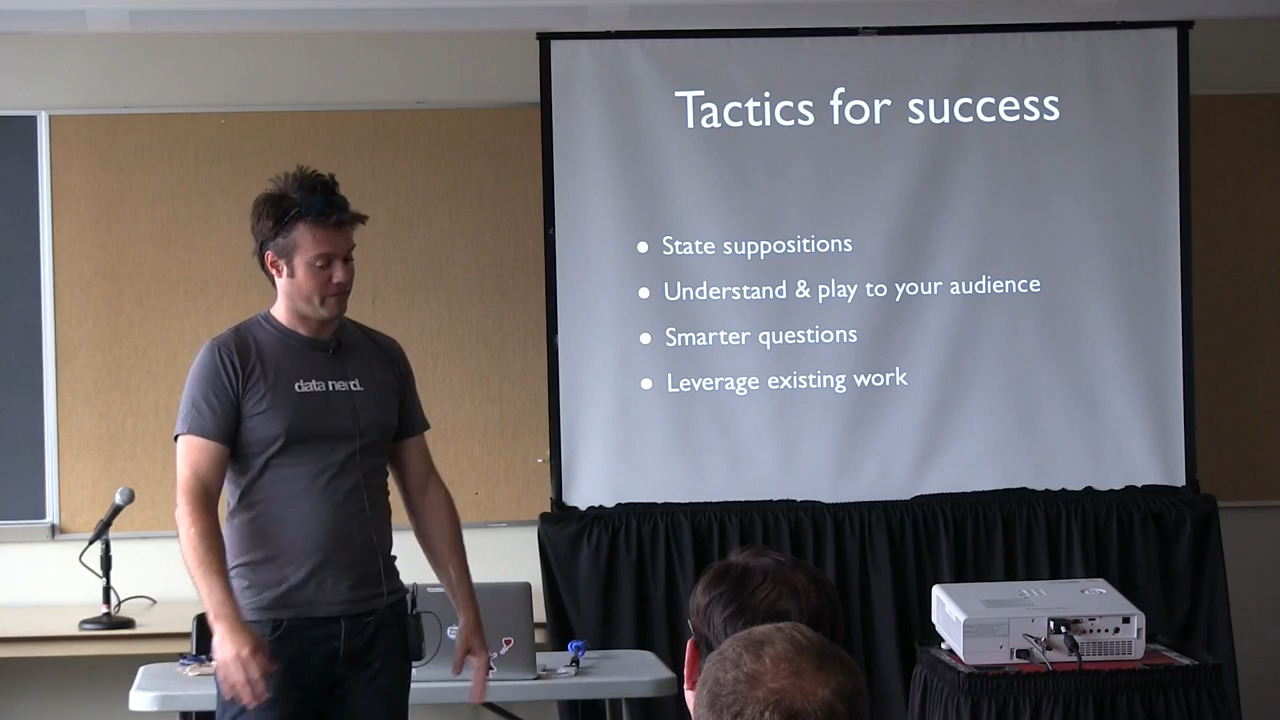 Tactics for success
● State suppositions
● Understand & play to your audience
● Smarter questions
● Leverage existing work
data nerd.